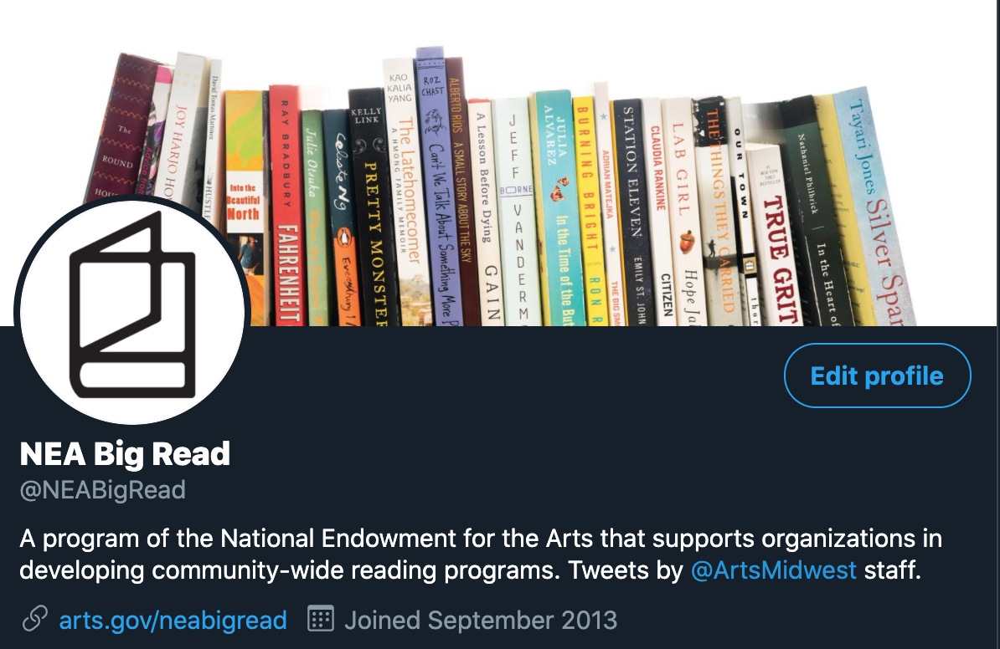 The
ROUND
JOY HARJO
David Tomas Martinez
HUSTLE
Into the
Beautiful
North
RAY BRADBURY
FAHRENHEIT
Julie Otsuka
Celeste Ng
KELLY
LINK
PRETTY MONSTE
KAO
KALIA
YANG
The Latehomecomer
A HMONG FAMILY MEMOIR
ROZ
CHAST
Can't We Talk About Something More P
ALBERTO RÍOS A SMALL STORY ABOUT THE SKY
A Lesson Before Dying
GAIN
JEFF
BORNE
VANDERM
JULIA
ALVAREZ
In the Time of the But
BURNING BRIGHT
RON R
ADRIAN MATEJKA
THE BIG SM
STATION ELEVEN
EMILY ST. JOHN
CLAUDIA RANKINE
CITIZEN
LAB GIRL
Hope Ja
THE THINGS THEY CARRIED
OUR TOWN
thor
TRUE GRIT
Nathaniel Philbrick | In the Heart of
Tayari Jones Silver Spar
Edit profile
NEA Big Read
@NEABigRead
A program of the National Endowment for the Arts that supports organizations in
developing community-wide reading programs. Tweets by @ArtsMidwest staff.
arts.gov/neabigread Joined September 2013